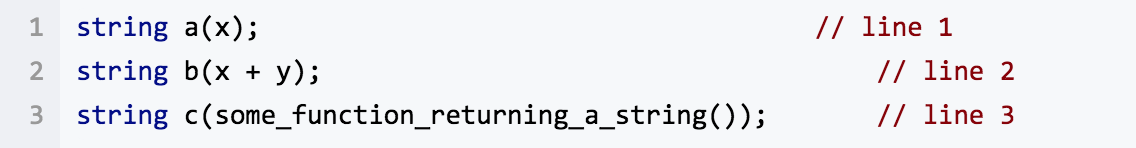 1 string a(x); // line 1
2 string b(x + y); // line 2
3 string c(some_function_returning_a_string()); // line 3